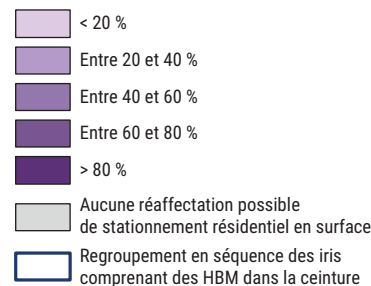 < 20 %
Entre 20 et 40 %
Entre 40 et 60 %
Entre 60 et 80 %
> 80 %
Aucune réaffectation possible
de stationnement résidentiel en surface
Regroupement en séquence des iris
comprenant des HBM dans la ceinture